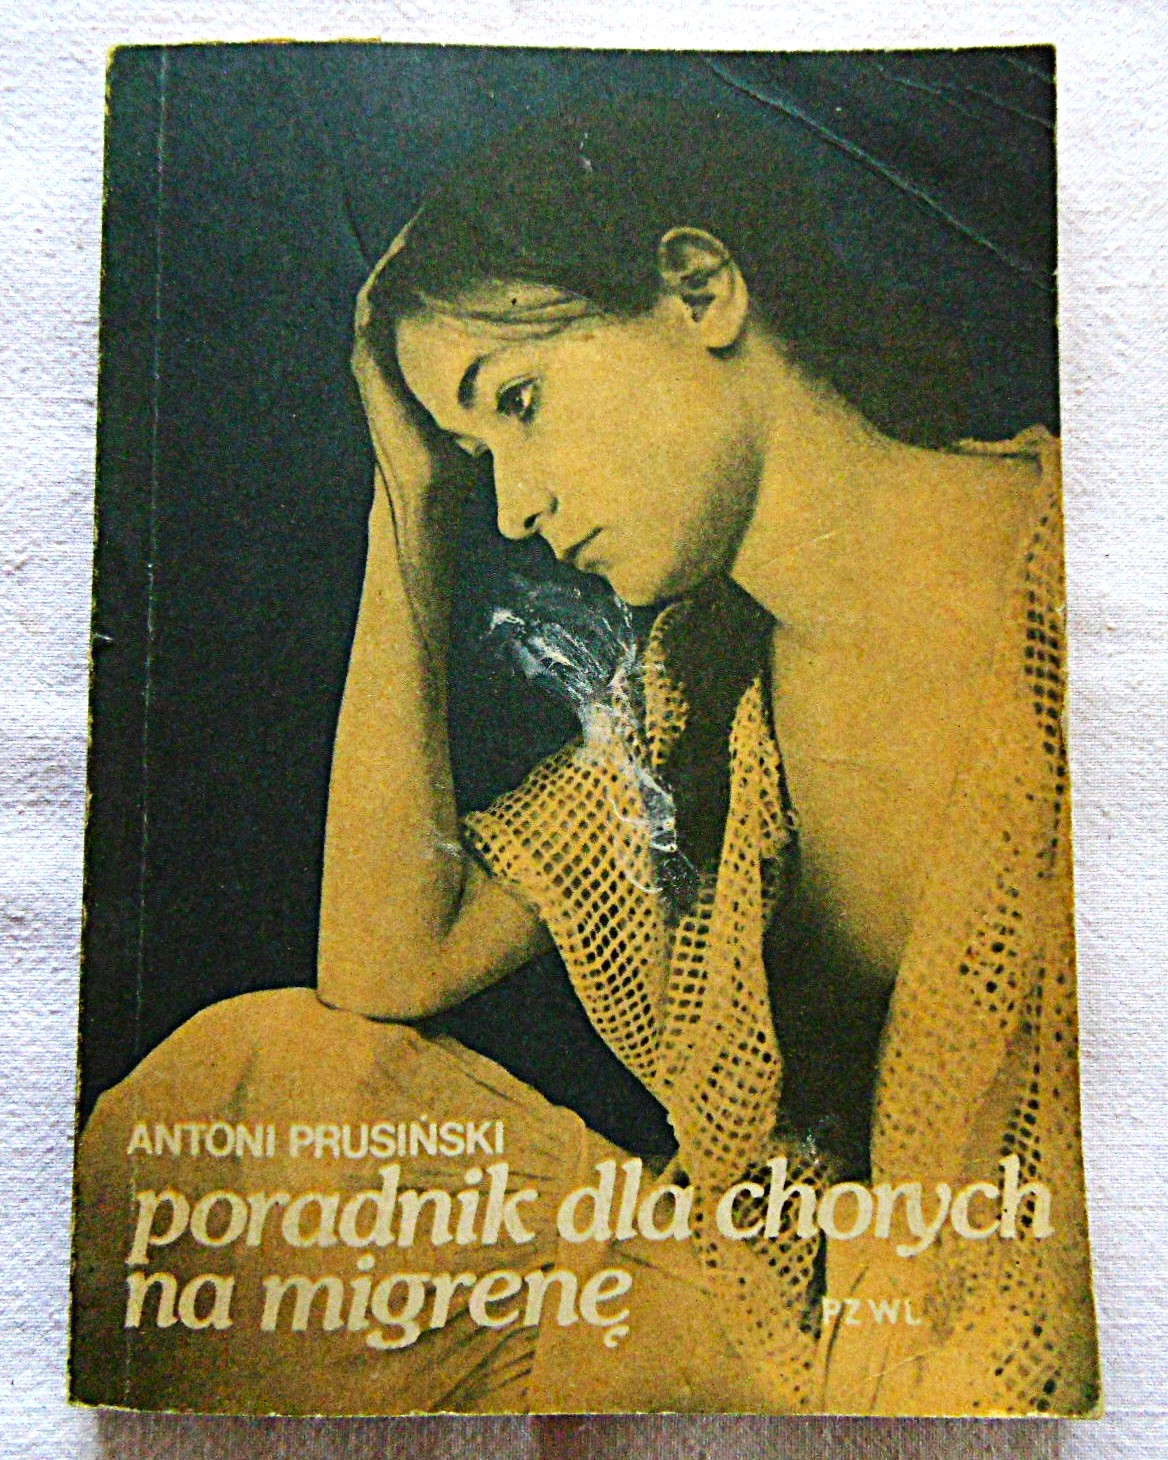 ANTONI PRUSIŃSKI
poradnik dla chorych
na migrenę
PZWL